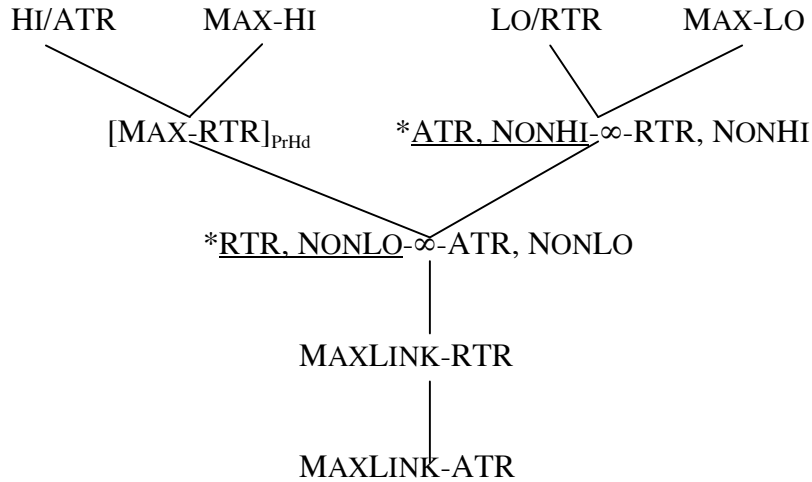 HI/ATR MAX-HI LO/RTR MAX-LO
[MAX-RTR]PrHd *ATR, NONHI-∞-RTR, NONHI
*RTR, NONLO-∞-ATR, NONLO
MAXLINK-RTR
MAXLINK-ATR